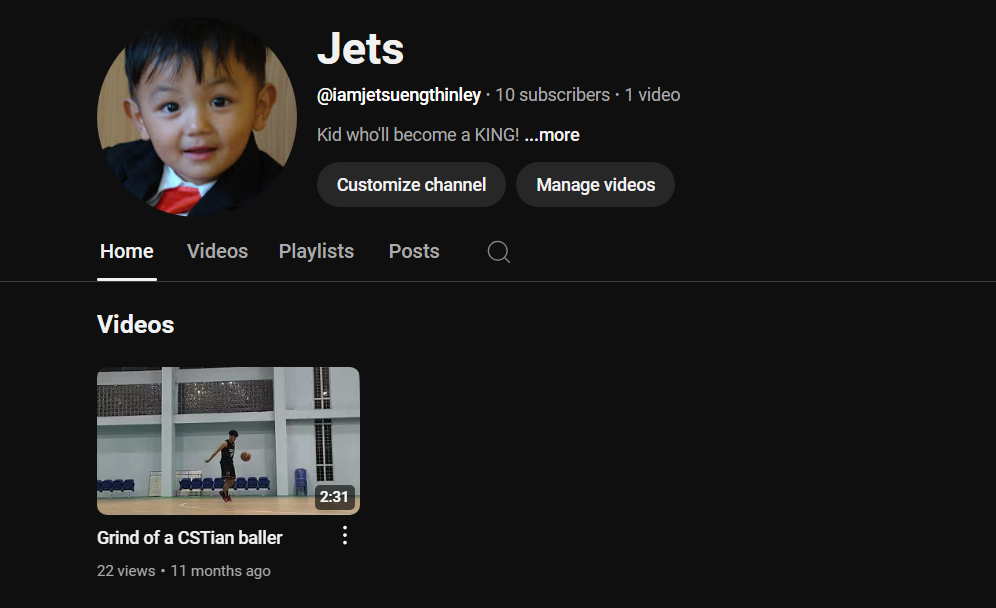 Jets
@iamjetsuengthinley · 10 subscribers · 1 video
Kid who'll become a KING! ...more
Customize channel Manage videos
Home Videos Playlists Posts
Videos
2:31
Grind of a CSTian baller
22 views • 11 months ago